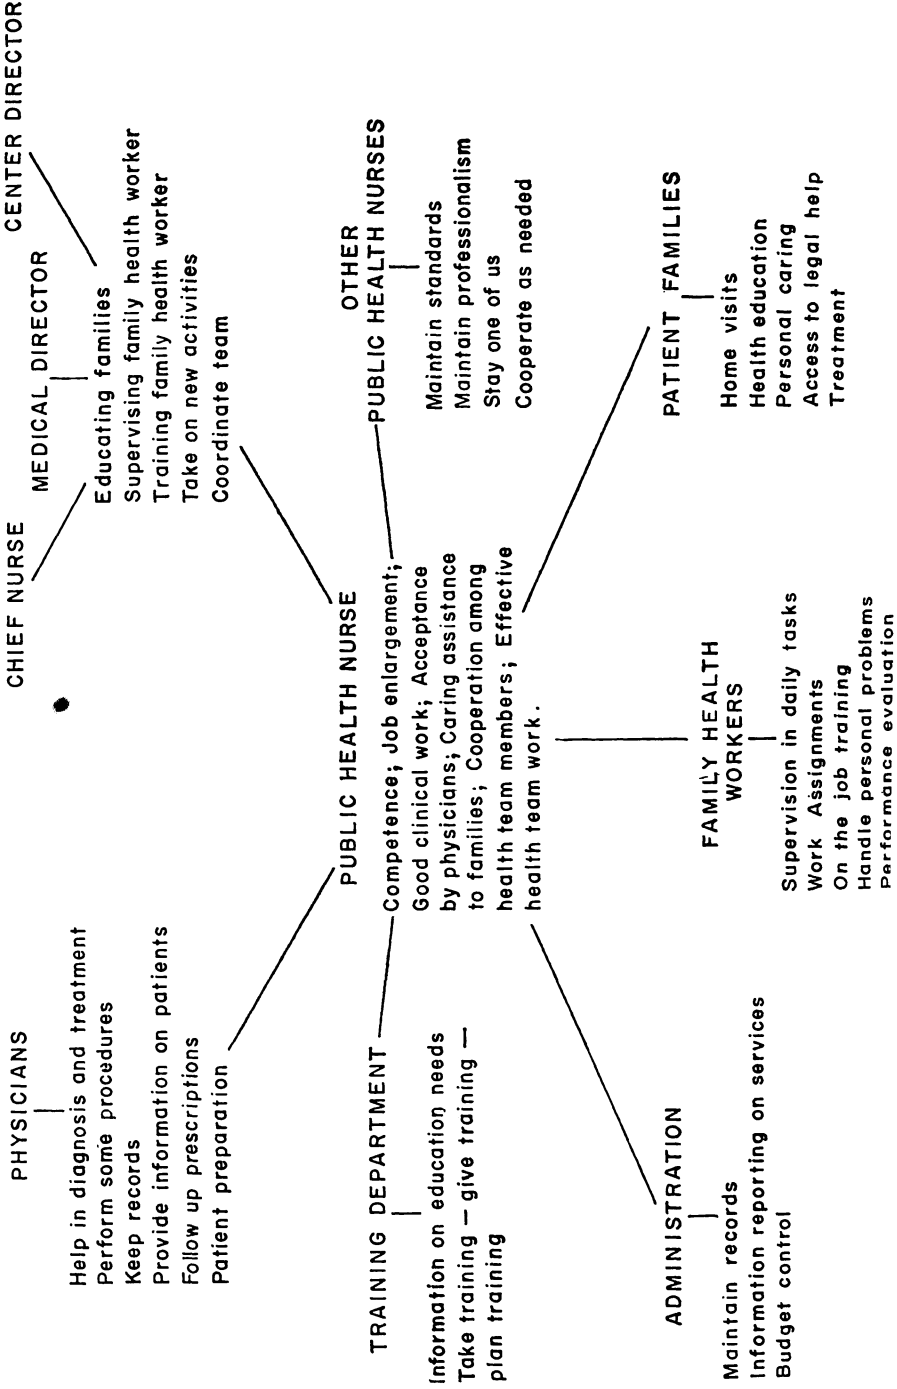 PHYSICIANS
Help in diagnosis and treatment
Perform some procedures
Keep records
Provide information on patients
Follow up prescriptions
Patient preparation
CHIEF NURSE
MEDICAL DIRECTOR
CENTER DIRECTOR
Educating families
Supervising family health worker
Training family health worker
Take on new activities
Coordinate team
TRAINING DEPARTMENT
Information on education needs
Take training — give training —
plan training
PUBLIC HEALTH NURSE
Competence; Job enlargement;
Good clinical work; Acceptance
by physicians; Caring assistance
to families; Cooperation among
health team members; Effective
health team work.
OTHER
PUBLIC HEALTH NURSES
Maintain standards
Maintain professionalism
Stay one of us
Cooperate as needed
ADMINISTRATION
Maintain records
Information reporting on services
Budget control
FAMILY HEALTH
WORKERS
Supervision in daily tasks
Work Assignments
On the job training
Handle personal problems
Performance evaluation
PATIENT FAMILIES
Home visits
Health education
Personal caring
Access to legal help
Treatment